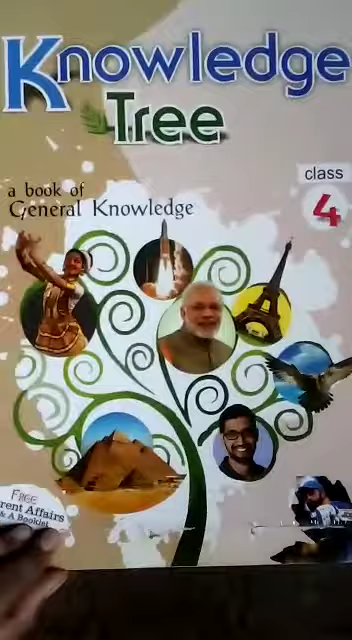 Knowledge
Tree
class
4
a book of
General Knowledge
FREE
rent Affairs
& A Booklet